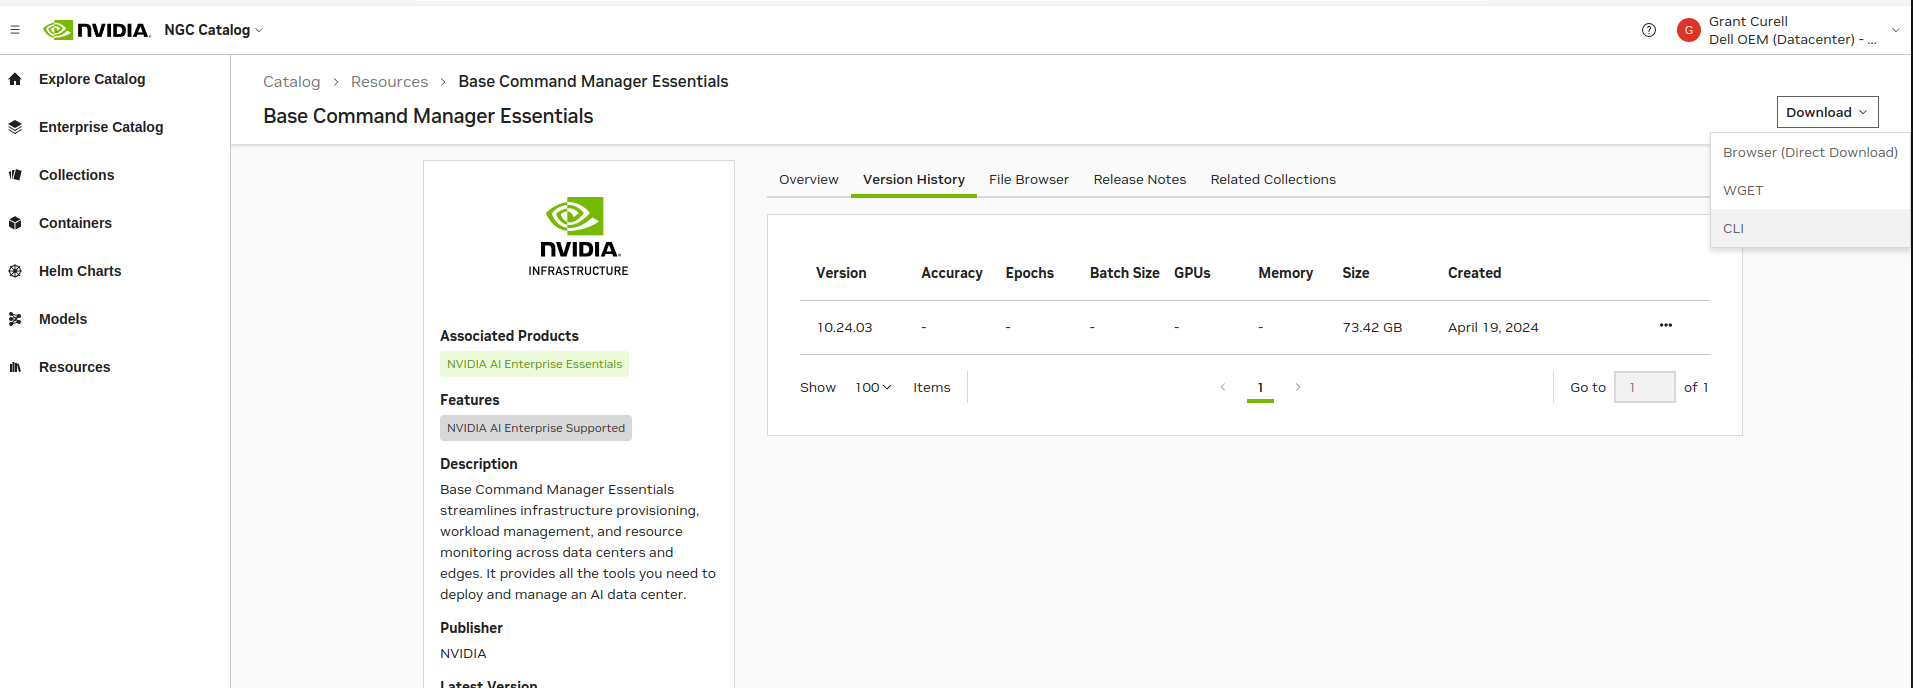 NVIDIA.
NGC Catalog
G
Grant Curell
Dell OEM (Datacenter) - ...
Explore Catalog
Enterprise Catalog
Collections
Containers
Helm Charts
Models
Resources
Catalog > Resources > Base Command Manager Essentials
Base Command Manager Essentials
Download
Browser (Direct Download)
WGET
CLI
NVIDIA.
INFRASTRUCTURE
Associated Products
NVIDIA AI Enterprise Essentials
Features
NVIDIA AI Enterprise Supported
Description
Base Command Manager Essentials
streamlines infrastructure provisioning,
workload management, and resource
monitoring across data centers and
edges. It provides all the tools you need to
deploy and manage an AI data center.
Publisher
NVIDIA
Latest Version
Overview Version History File Browser Release Notes Related Collections
Version Accuracy Epochs Batch Size GPUs Memory Size Created
10.24.03 - - - - - 73.42 GB April 19, 2024 •••
Show 100 Items < 1 > Go to 1 of 1